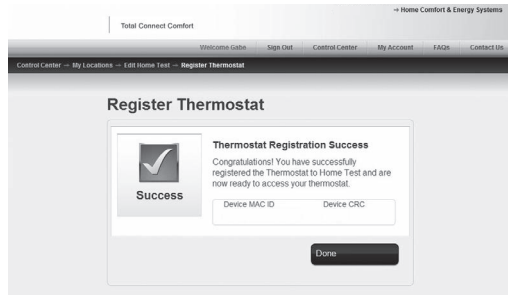 → Home Comfort & Energy Systems
Total Connect Comfort
Welcome Gabe Sign Out Control Center My Account FAQs Contact Us
Control Center → My Locations → Edit Home Test → Register Thermostat
Register Thermostat
Thermostat Registration Success
Congratulations! You have successfully
registered the Thermostat to Home Test and are
now ready to access your thermostat.
Success
Device MAC ID Device CRC
Done